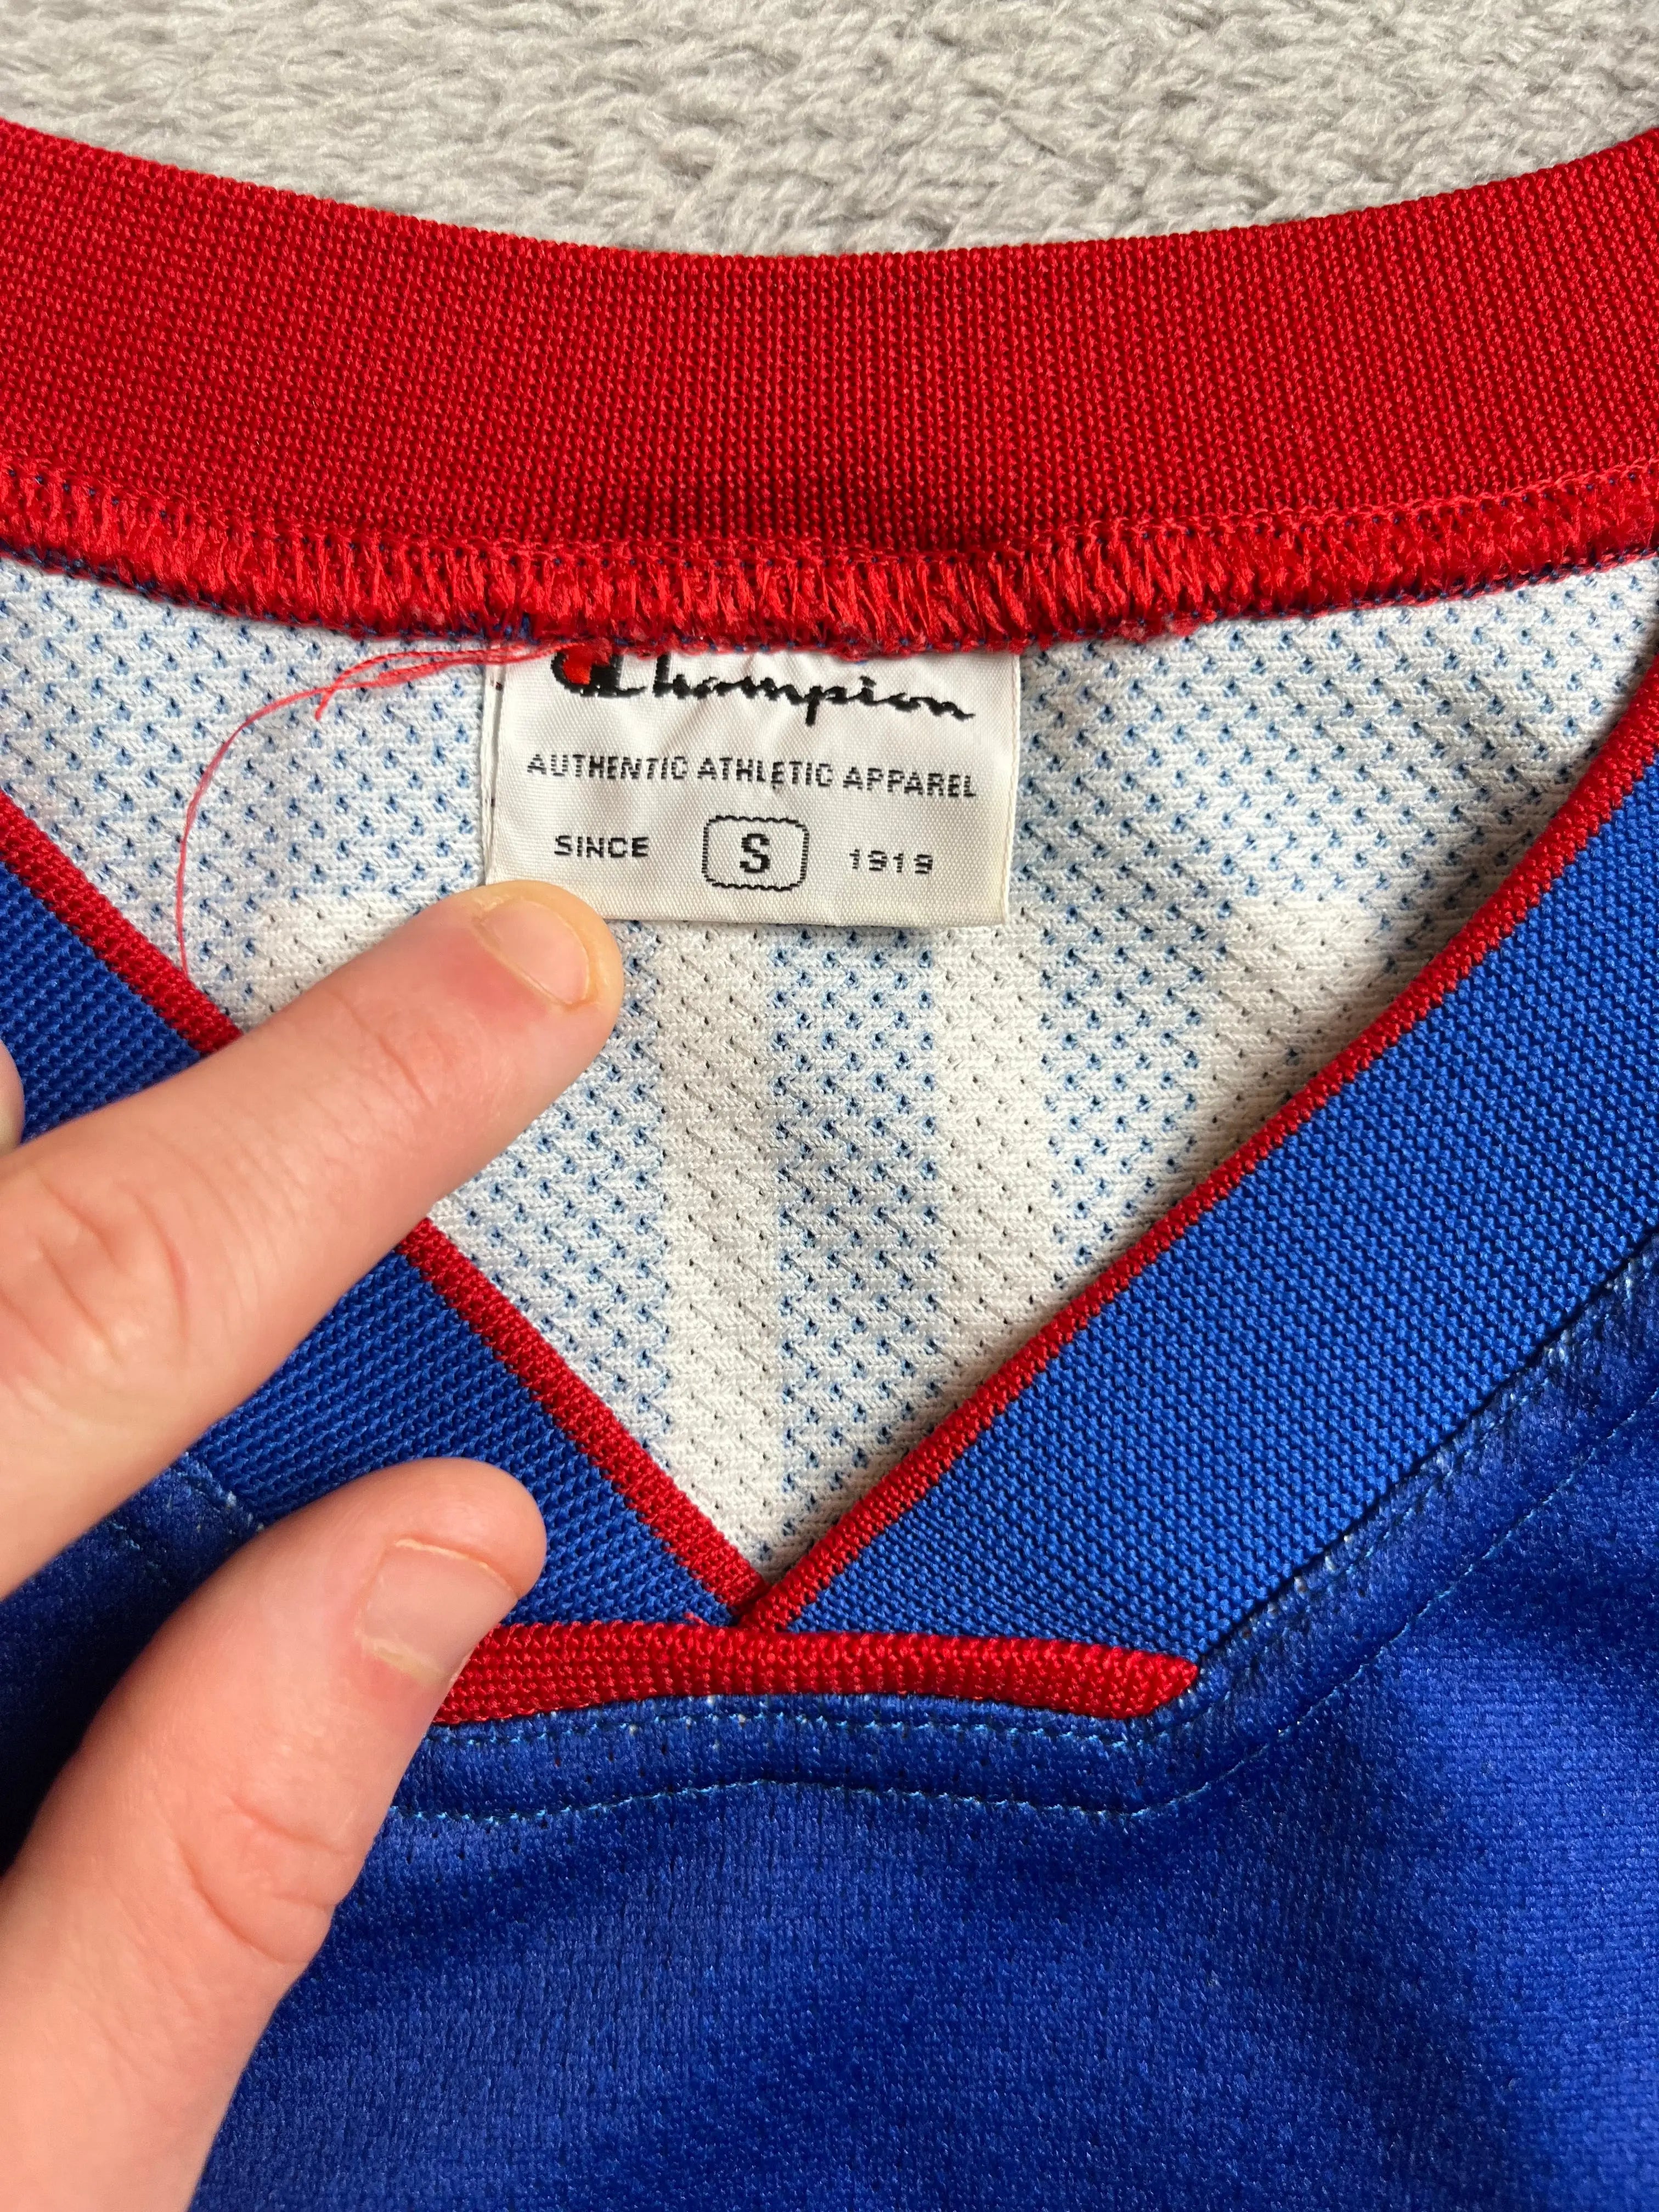 Champion
AUTHENTIC ATHLETIC APPAREL
SINCE S 1919